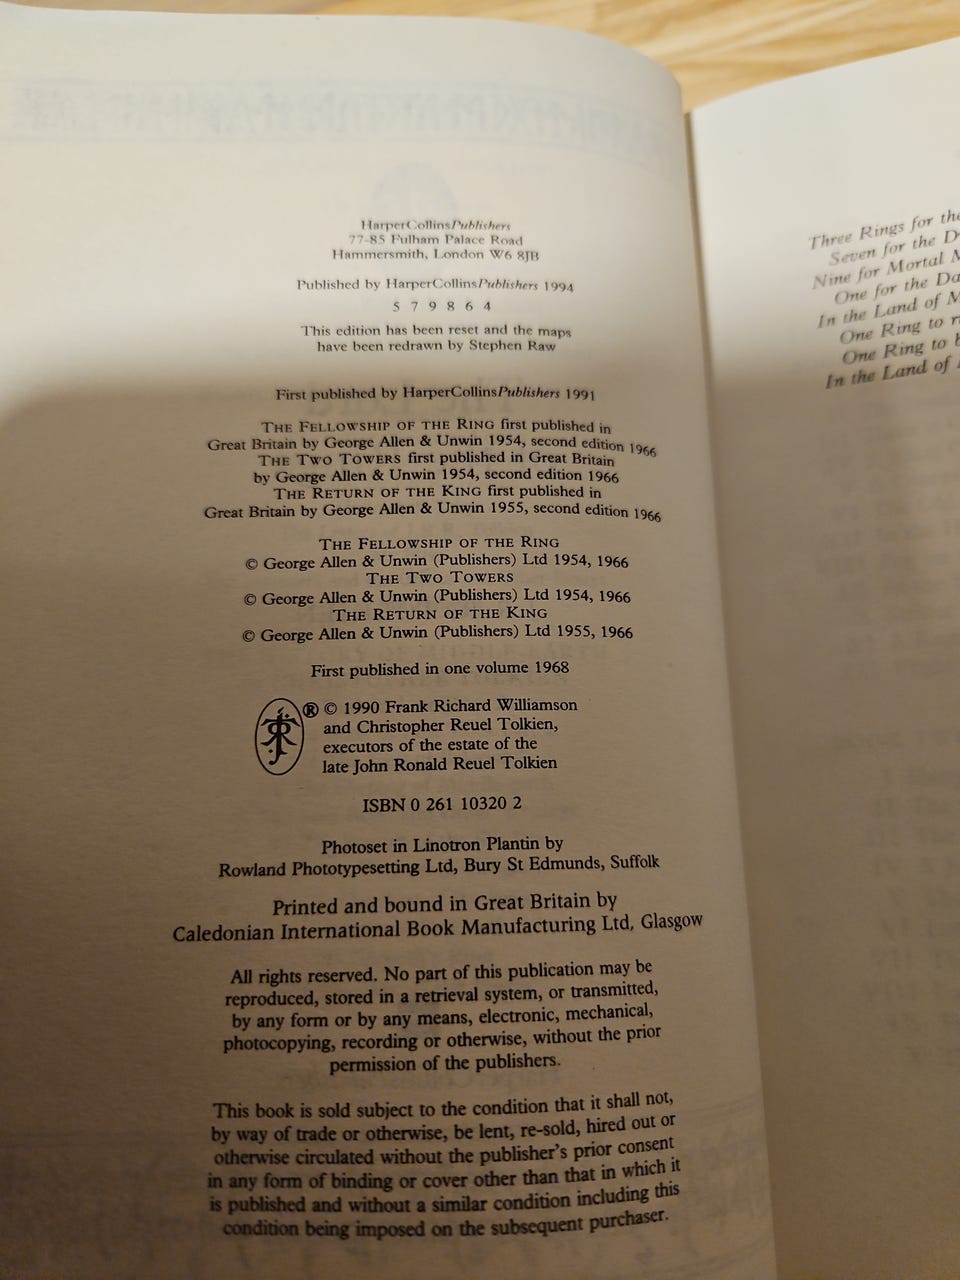 HarperCollinsPublishers
77-85 Fulham Palace Road
Hammersmith, London W6 8JB
Published by HarperCollinsPublishers 1994
5 7 9 8 6 4
This edition has been reset and the maps
have been redrawn by Stephen Raw
First published by HarperCollinsPublishers 1991
THE FELLOWSHIP OF THE RING first published in
Great Britain by George Allen & Unwin 1954, second edition 1966
THE TWO TOWERS first published in Great Britain
by George Allen & Unwin 1954, second edition 1966
THE RETURN OF THE KING first published in
Great Britain by George Allen & Unwin 1955, second edition 1966
THE FELLOWSHIP OF THE RING
© George Allen & Unwin (Publishers) Ltd 1954, 1966
THE TWO TOWERS
© George Allen & Unwin (Publishers) Ltd 1954, 1966
THE RETURN OF THE KING
© George Allen & Unwin (Publishers) Ltd 1955, 1966
First published in one volume 1968
® © 1990 Frank Richard Williamson
and Christopher Reuel Tolkien,
executors of the estate of the
late John Ronald Reuel Tolkien
ISBN 0 261 10320 2
Photoset in Linotron Plantin by
Rowland Phototypesetting Ltd, Bury St Edmunds, Suffolk
Printed and bound in Great Britain by
Caledonian International Book Manufacturing Ltd, Glasgow
All rights reserved. No part of this publication may be
reproduced, stored in a retrieval system, or transmitted,
by any form or by any means, electronic, mechanical,
photocopying, recording or otherwise, without the prior
permission of the publishers.
This book is sold subject to the condition that it shall not,
by way of trade or otherwise, be lent, re-sold, hired out or
otherwise circulated without the publisher's prior consent
in any form of binding or cover other than that in which it
is published and without a similar condition including this
condition being imposed on the subsequent purchaser.
Three Rings for the
Seven for the D
Nine for Mortal M
One for the Da
In the Land of M
One Ring to r
One Ring to b
In the Land of